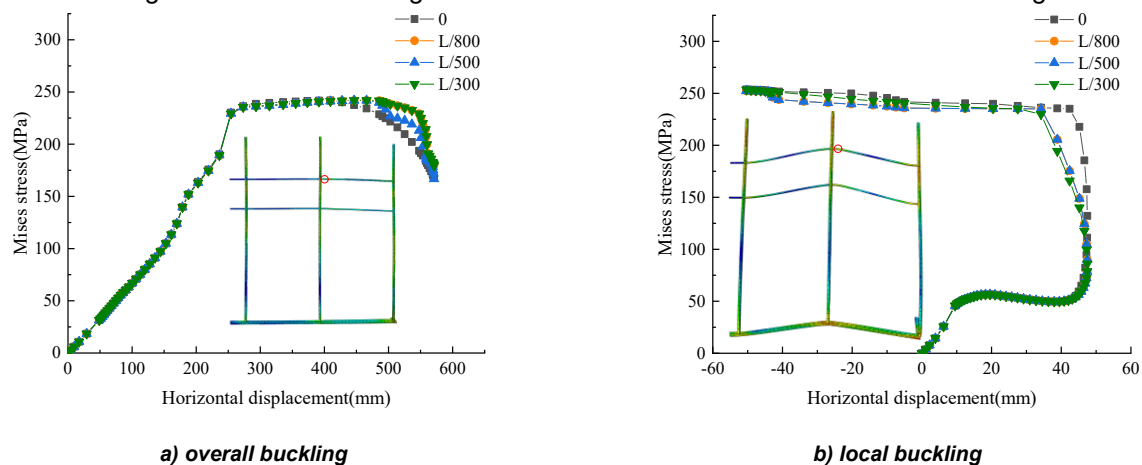 0
L/800
L/500
L/300
300
250
200
150
100
50
0
Mises stress(MPa)
0 100 200 300 400 500 600
Horizontal displacement(mm)
a) overall buckling
0
L/800
L/500
L/300
300
250
200
150
100
50
0
Mises stress(MPa)
-60 -40 -20 0 20 40 60
Horizontal displacement(mm)
b) local buckling